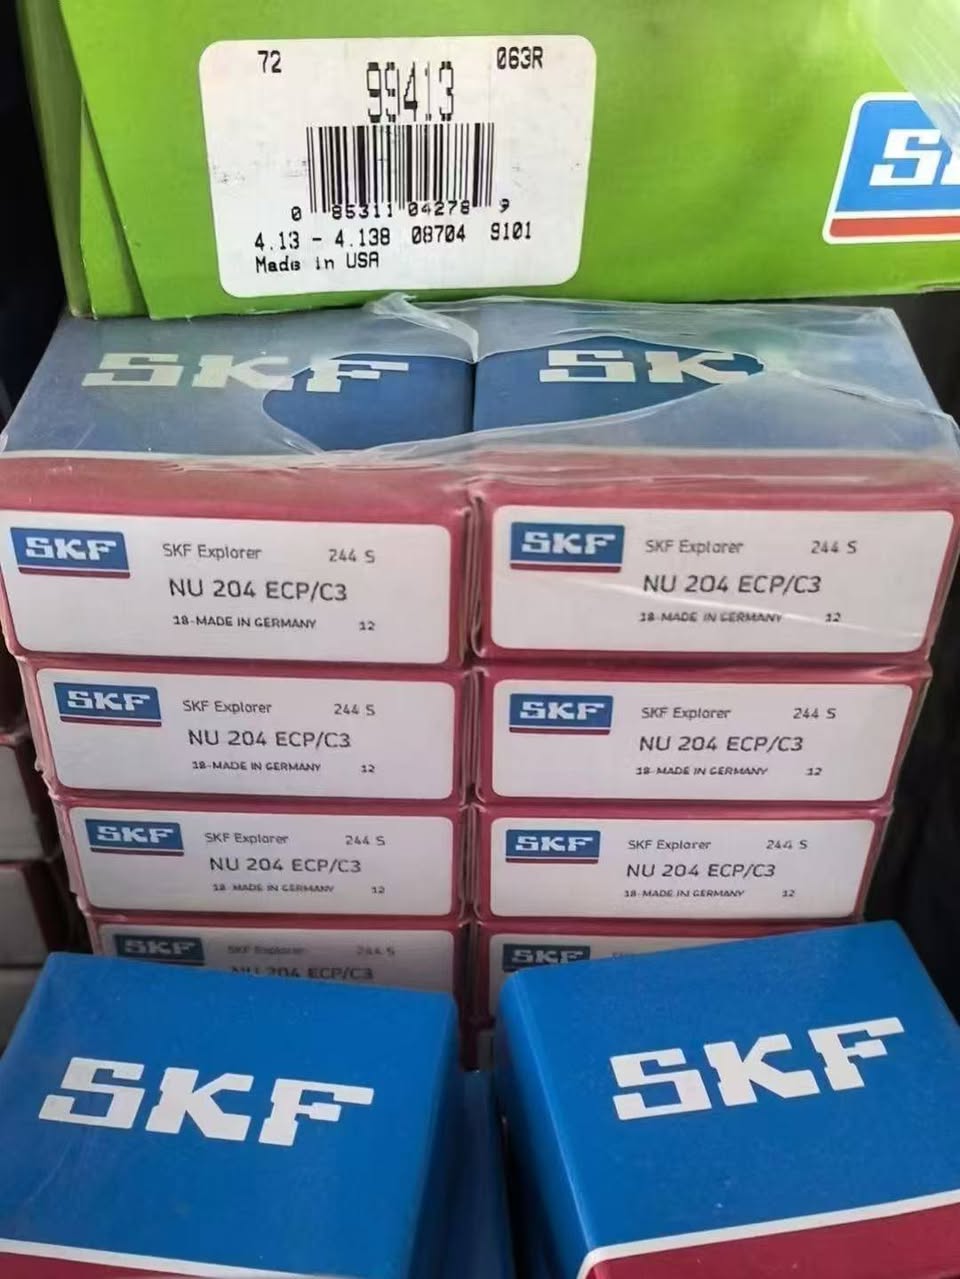 72 063R
99413
0 85311 04278 9
4.13 - 4.138 08704 9101
Made in USA
SKF
SK
SKF SKF Explorer 244 S
NU 204 ECP/C3
18-MADE IN GERMANY 12
SKF SKF Explorer 244 S
NU 204 ECP/C3
18-MADE IN GERMANY 12
SKF SKF Explorer 244 S
NU 204 ECP/C3
18-MADE IN GERMANY 12
SKF SKF Explorer 244 S
NU 204 ECP/C3
18-MADE IN GERMANY 12
SKF SKF Explorer 244 S
NU 204 ECP/C3
18-MADE IN GERMANY 12
SKF SKF Explorer 244 S
NU 204 ECP/C3
18-MADE IN GERMANY 12
SKF SKF Explorer 244 S
NU 204 ECP/C3
SKF
SKF
SKF